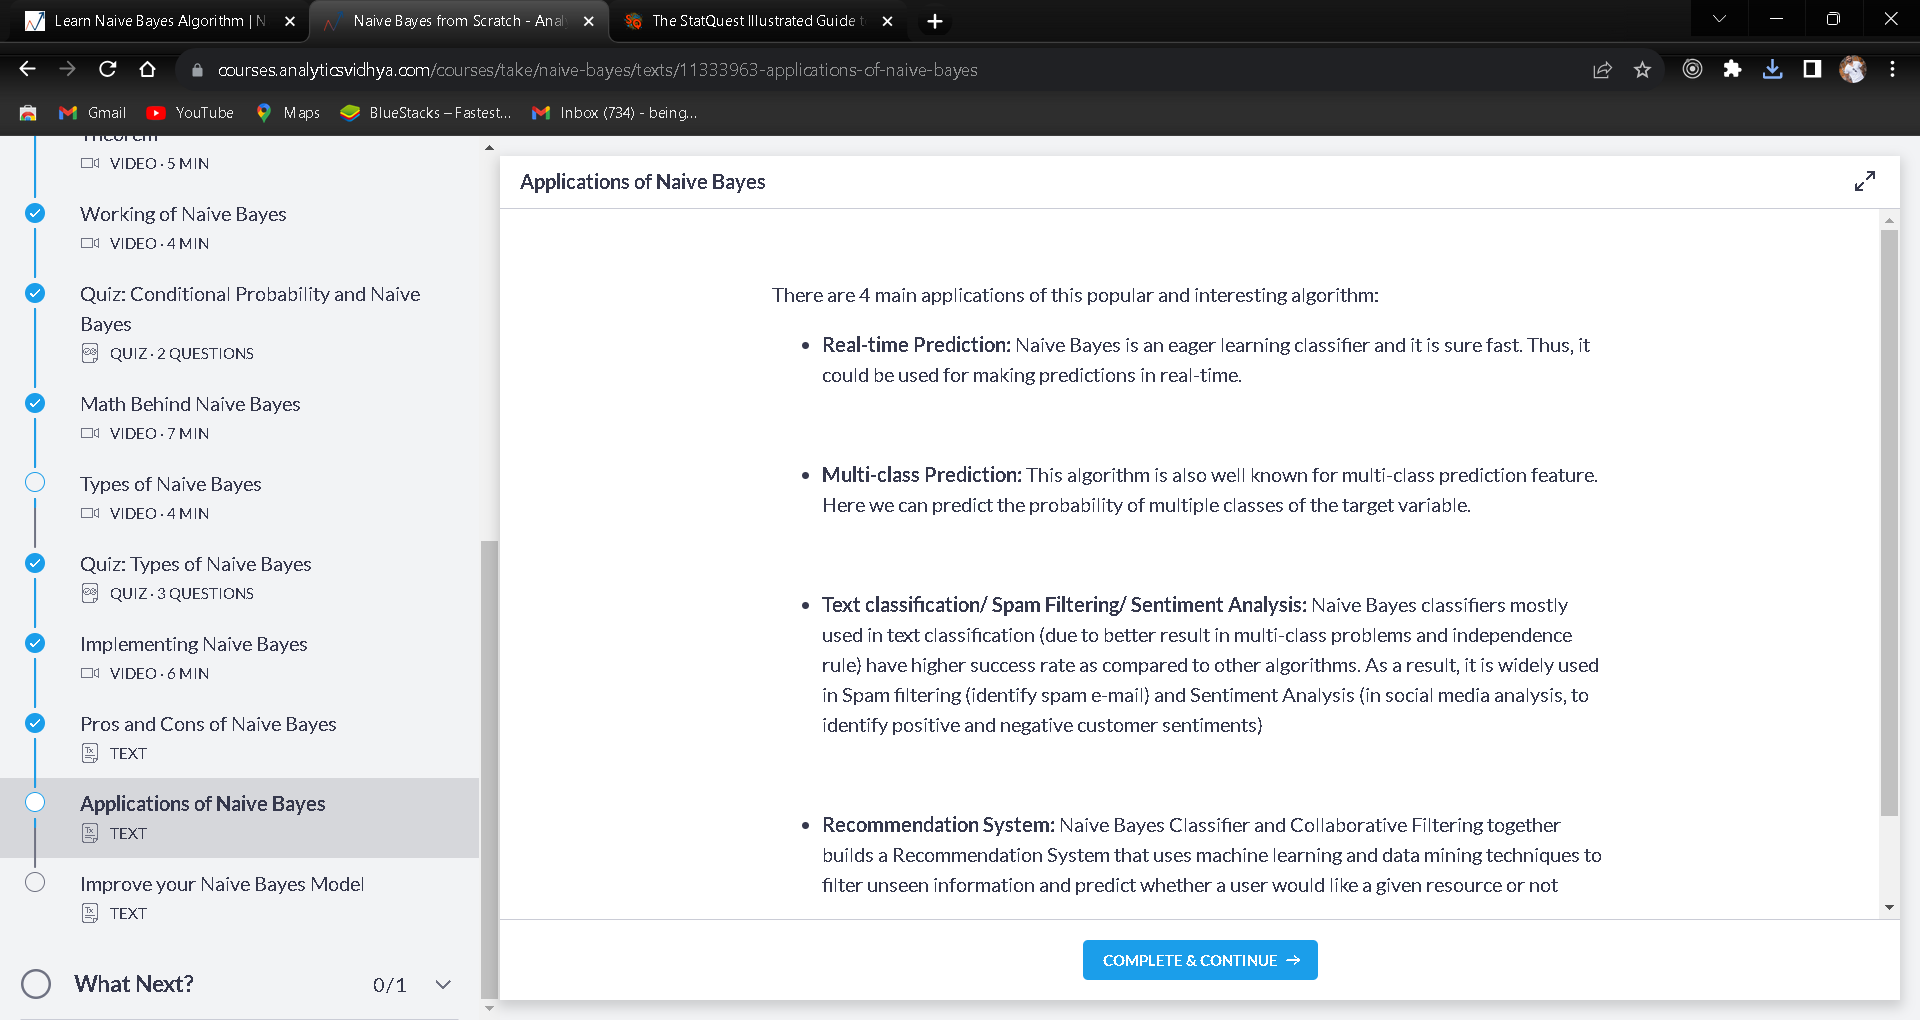 Learn Naive Bayes Algorithm | N
Naive Bayes from Scratch - Anal
The StatQuest Illustrated Guide t
courses.analyticsvidhya.com/courses/take/naive-bayes/texts/11333963-applications-of-naive-bayes
Gmail
YouTube
Maps
BlueStacks – Fastest...
Inbox (734) - being...
Theorem
VIDEO · 5 MIN
Working of Naive Bayes
VIDEO · 4 MIN
Quiz: Conditional Probability and Naive
Bayes
QUIZ · 2 QUESTIONS
Math Behind Naive Bayes
VIDEO · 7 MIN
Types of Naive Bayes
VIDEO · 4 MIN
Quiz: Types of Naive Bayes
QUIZ · 3 QUESTIONS
Implementing Naive Bayes
VIDEO · 6 MIN
Pros and Cons of Naive Bayes
TEXT
Applications of Naive Bayes
TEXT
Improve your Naive Bayes Model
TEXT
What Next?
0/1
Applications of Naive Bayes
There are 4 main applications of this popular and interesting algorithm:
• Real-time Prediction: Naive Bayes is an eager learning classifier and it is sure fast. Thus, it
could be used for making predictions in real-time.
• Multi-class Prediction: This algorithm is also well known for multi-class prediction feature.
Here we can predict the probability of multiple classes of the target variable.
• Text classification/ Spam Filtering/ Sentiment Analysis: Naive Bayes classifiers mostly
used in text classification (due to better result in multi-class problems and independence
rule) have higher success rate as compared to other algorithms. As a result, it is widely used
in Spam filtering (identify spam e-mail) and Sentiment Analysis (in social media analysis, to
identify positive and negative customer sentiments)
• Recommendation System: Naive Bayes Classifier and Collaborative Filtering together
builds a Recommendation System that uses machine learning and data mining techniques to
filter unseen information and predict whether a user would like a given resource or not
COMPLETE & CONTINUE →